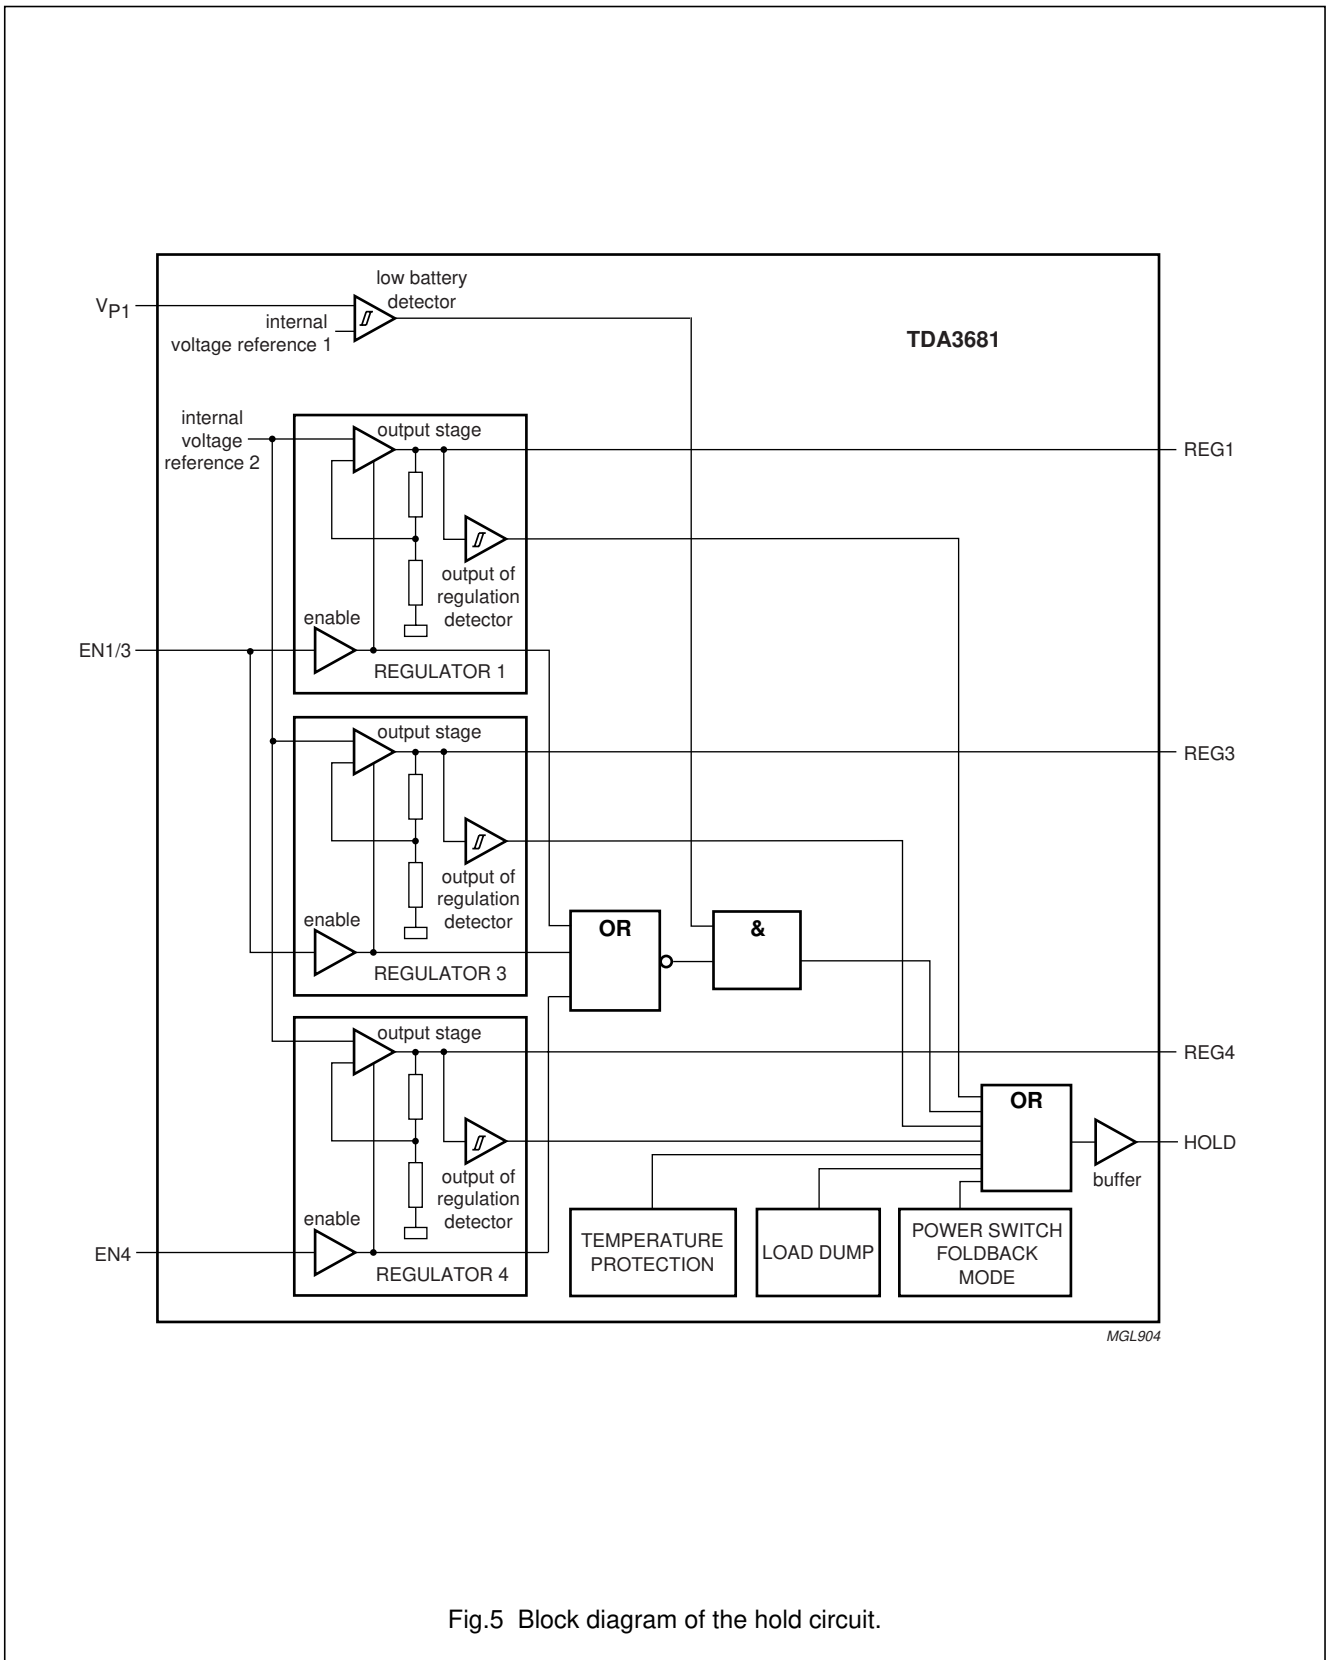 low battery
detector
VP1
internal
voltage reference 1
TDA3681
internal
voltage
reference 2
output stage
REG1
output of
regulation
detector
enable
EN1/3
REGULATOR 1
output stage
REG3
output of
regulation
detector
enable
REGULATOR 3
OR
&
output stage
REG4
OR
HOLD
buffer
output of
regulation
detector
enable
EN4
REGULATOR 4
TEMPERATURE
PROTECTION
LOAD DUMP
POWER SWITCH
FOLDBACK
MODE
MGL904
Fig.5 Block diagram of the hold circuit.